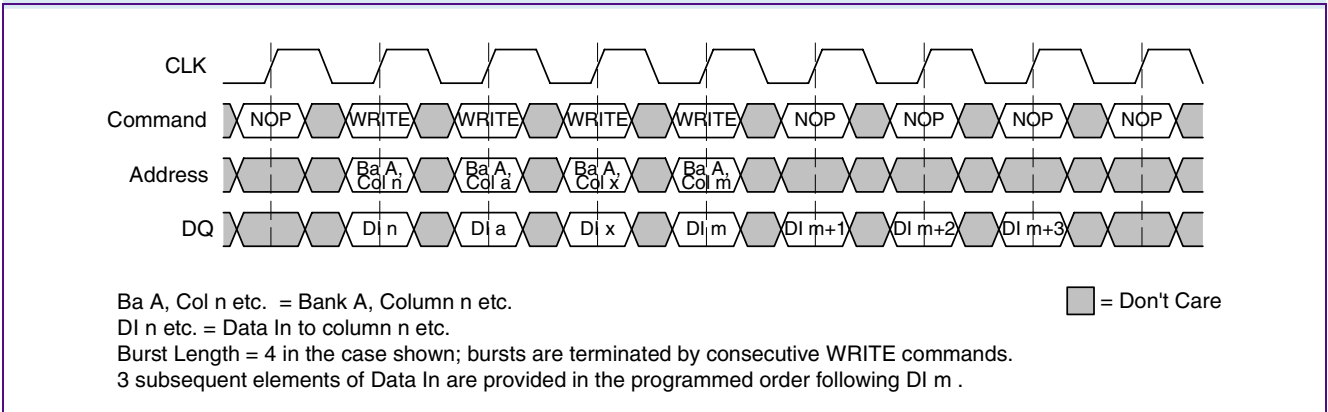 CLK
Command NOP WRITE WRITE WRITE WRITE NOP NOP NOP NOP
Address Ba A, Col n Ba A, Col a Ba A, Col x Ba A, Col m
DQ DI n DI a DI x DI m DI m+1 DI m+2 DI m+3
Ba A, Col n etc. = Bank A, Column n etc.
= Don't Care
DI n etc. = Data In to column n etc.
Burst Length = 4 in the case shown; bursts are terminated by consecutive WRITE commands.
3 subsequent elements of Data In are provided in the programmed order following DI m .